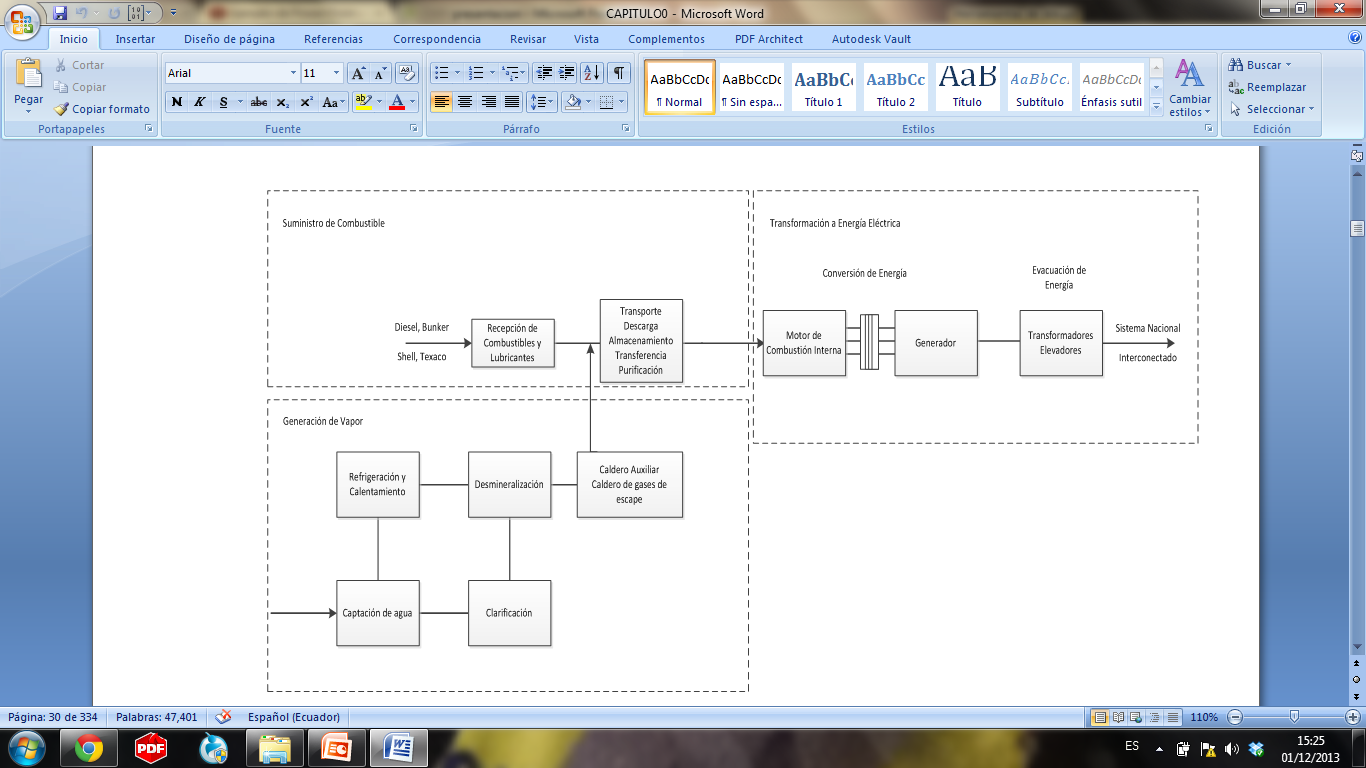 CAPITULO0 - Microsoft Word
Inicio
Insertar
Diseño de página
Referencias
Correspondencia
Revisar
Vista
Complementos
PDF Architect
Autodesk Vault
Pegar
Cortar
Copiar
Copiar formato
Portapapeles
Arial
11
N K S abc x₂ x² Aa
Fuente
Párrafo
AaBbCcDc
¶ Normal
AaBbCcDc
¶ Sin espa...
AaBbCc
Título 1
AaBbCc
Título 2
AaB
Título
AaBbCc.
Subtítulo
AaBbCcDc
Énfasis sutil
Cambiar
estilos
Estilos
Buscar
Reemplazar
Seleccionar
Edición
Suministro de Combustible
Diesel, Bunker
Shell, Texaco
Recepción de
Combustibles y
Lubricantes
Transporte
Descarga
Almacenamiento
Transferencia
Purificación
Transformación a Energía Eléctrica
Conversión de Energía
Evacuación de
Energía
Motor de
Combustión Interna
Generador
Transformadores
Elevadores
Sistema Nacional
Interconectado
Generación de Vapor
Refrigeración y
Calentamiento
Desmineralización
Caldero Auxiliar
Caldero de gases de
escape
Captación de agua
Clarificación
Página: 30 de 334
Palabras: 47,401
Español (Ecuador)
110%
PDF
ES
15:25
01/12/2013